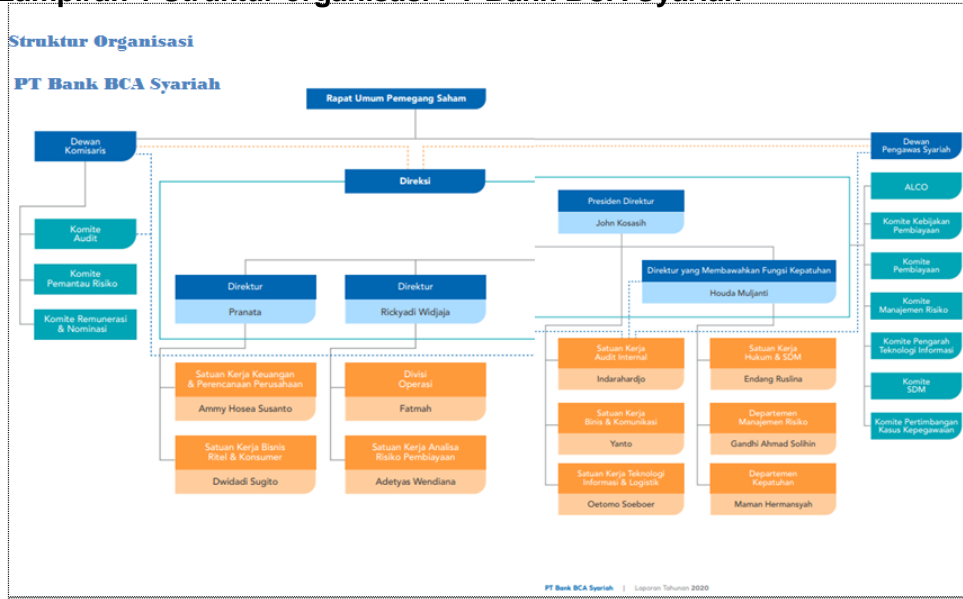 Struktur Organisasi
PT Bank BCA Syariah
Rapat Umum Pemegang Saham
Dewan
Komisaris
Dewan
Pengawas Syariah
Direksi
ALCO
Presiden Direktur
John Kosasih
Komite
Audit
Komite Kebijakan
Pembiayaan
Komite
Pemantau Risiko
Komite
Pembiayaan
Direktur
Pranata
Direktur
Rickyadi Widjaja
Direktur yang Membawahkan Fungsi Kepatuhan
Houda Muljanti
Komite
Manajemen Risiko
Komite Remunerasi
& Nominasi
Komite Pengarah
Teknologi Informasi
Satuan Kerja Keuangan
& Perencanaan Perusahaan
Ammy Hosea Susanto
Divisi
Operasi
Fatmah
Satuan Kerja
Audit Internal
Indrahardjo
Satuan Kerja
Hukum & SDM
Endang Ruslina
Komite
SDM
Komite Pertimbangan
Kasus Kepegawaian
Satuan Kerja Bisnis
Ritel & Konsumer
Dwidadi Sugito
Satuan Kerja Analisa
Risiko Pembiayaan
Adetyas Wendiana
Satuan Kerja
Binis & Komunikasi
Yanto
Departemen
Manajemen Risiko
Gandhi Ahmad Solihin
Satuan Kerja Teknologi
Informasi & Logistik
Oetomo Soeboer
Departemen
Kepatuhan
Maman Hermansyah
PT Bank BCA Syariah | Laporan Tahunan 2020